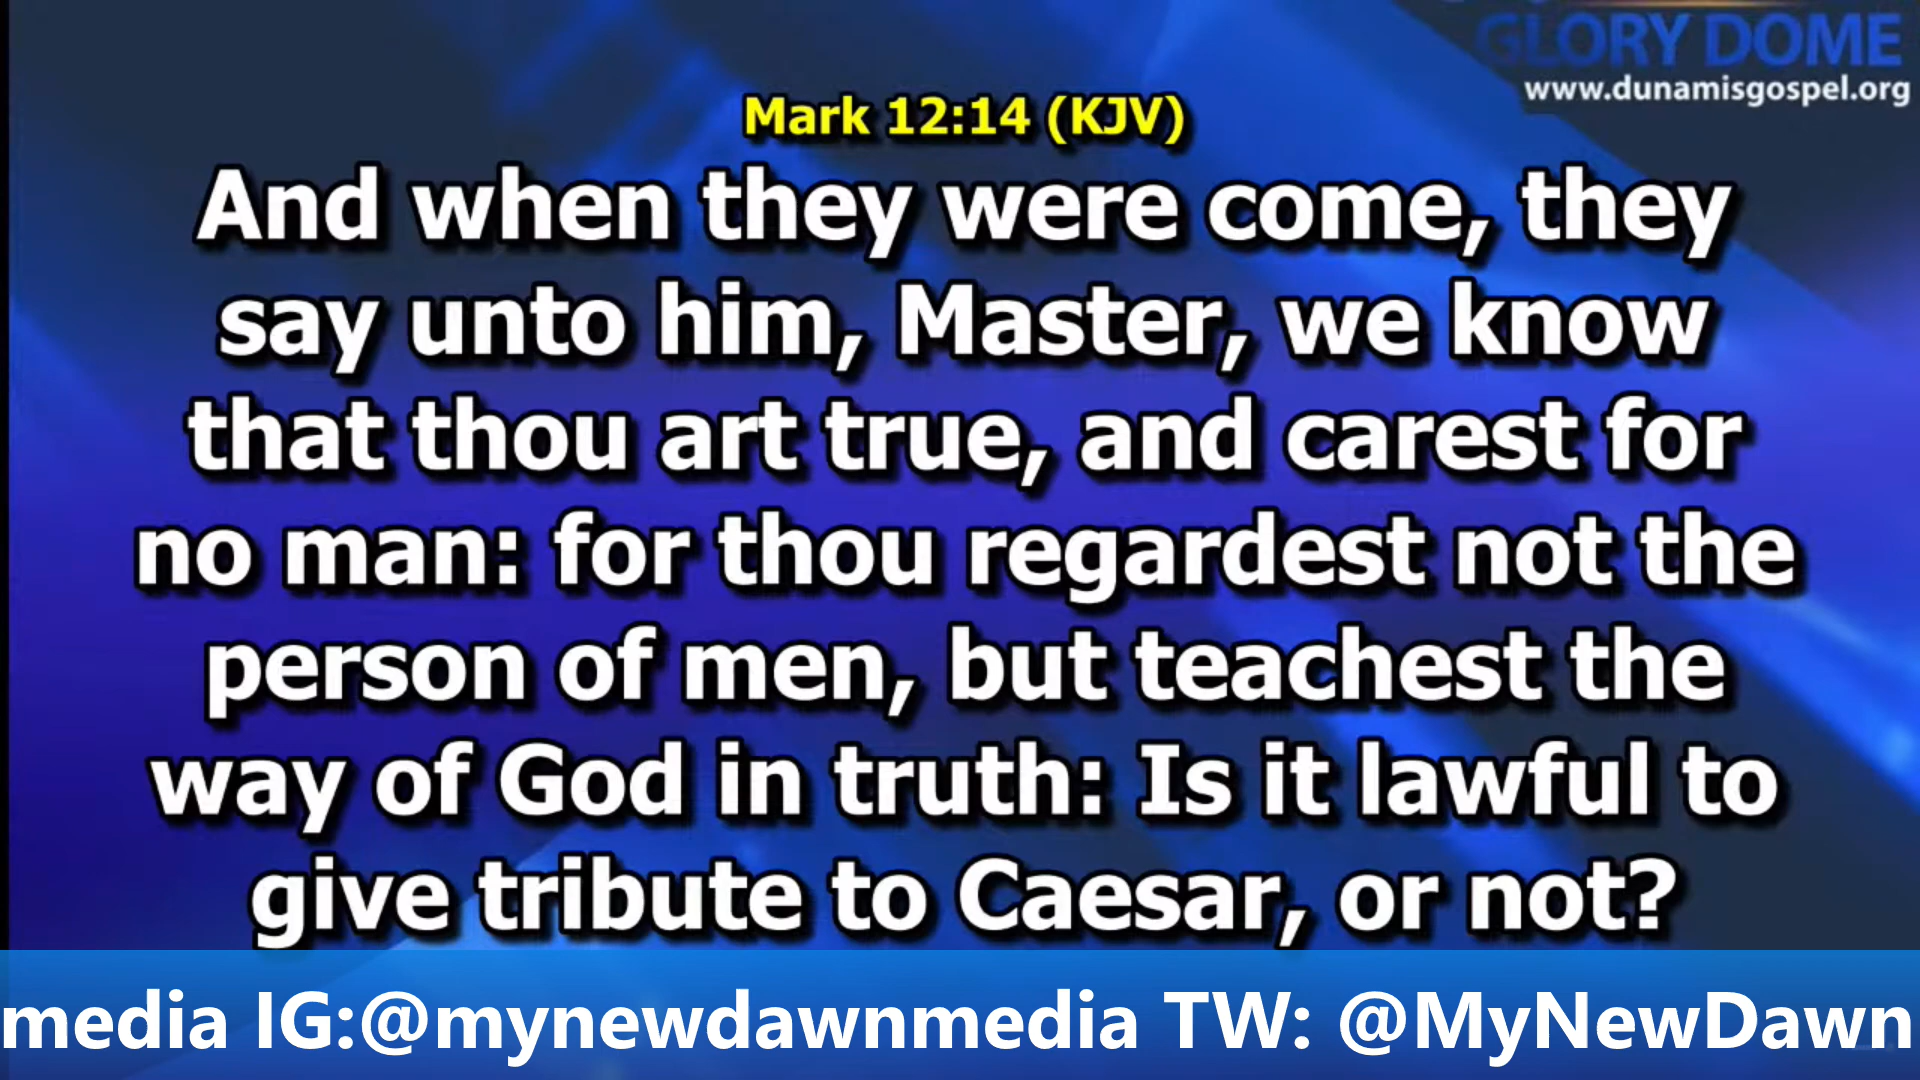 GLORY DOME
www.dunamisgospel.org
Mark 12:14 (KJV)
And when they were come, they
say unto him, Master, we know
that thou art true, and carest for
no man: for thou regardest not the
person of men, but teachest the
way of God in truth: Is it lawful to
give tribute to Caesar, or not?
media IG:@mynewdawnmedia TW: @MyNewDawn